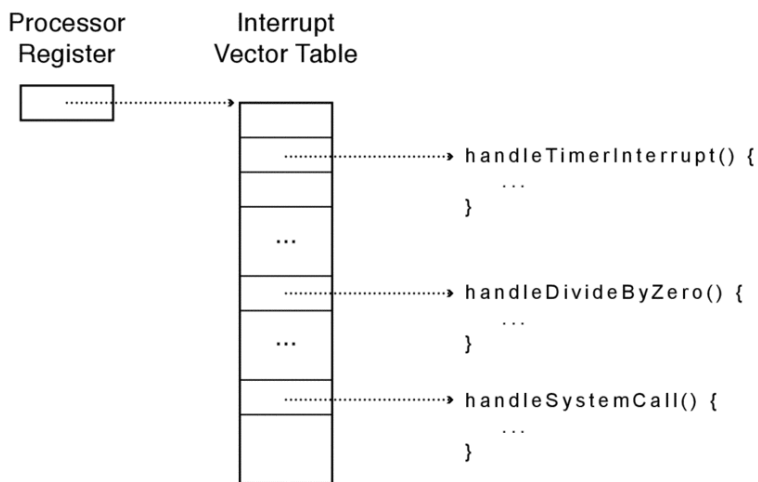 Processor
Register
Interrupt
Vector Table
handleTimerInterrupt() {
...
}
...
handleDivideByZero() {
...
}
...
handleSystemCall() {
...
}